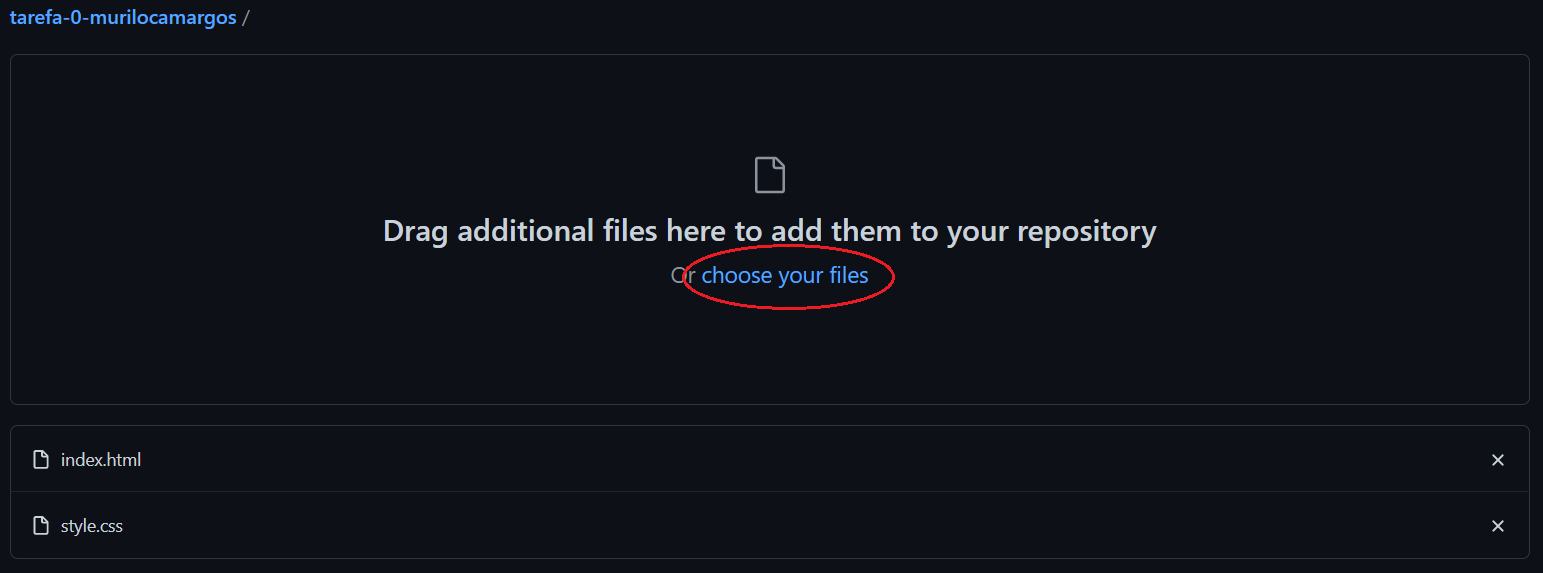 tarefa-0-murilocamargos /
Drag additional files here to add them to your repository
Or choose your files
index.html
style.css